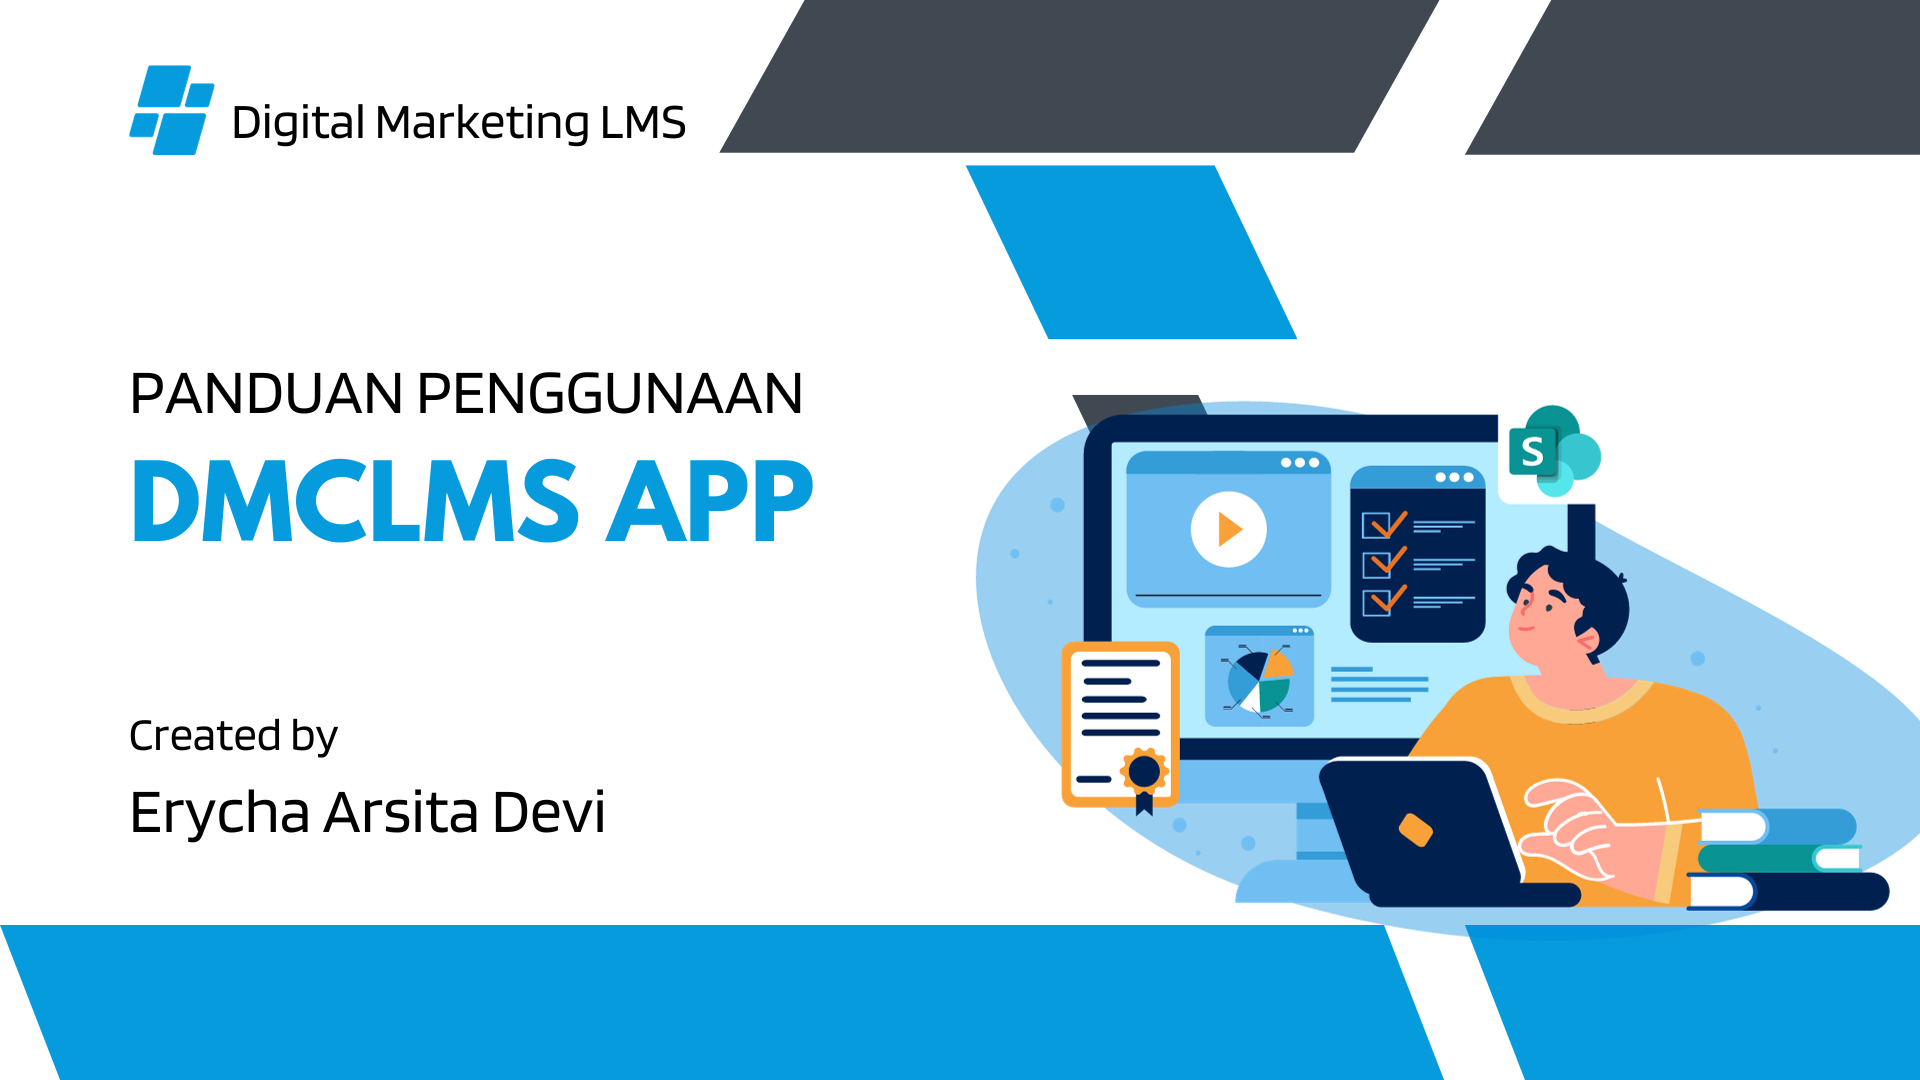 Digital Marketing LMS
PANDUAN PENGGUNAAN
DMCLMS APP
S
Created by
Erycha Arsita Devi